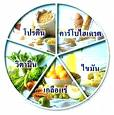 โปรตีน
คาร์โบไฮเดรต
วิตามิน
ไขมัน
เกลือแร่